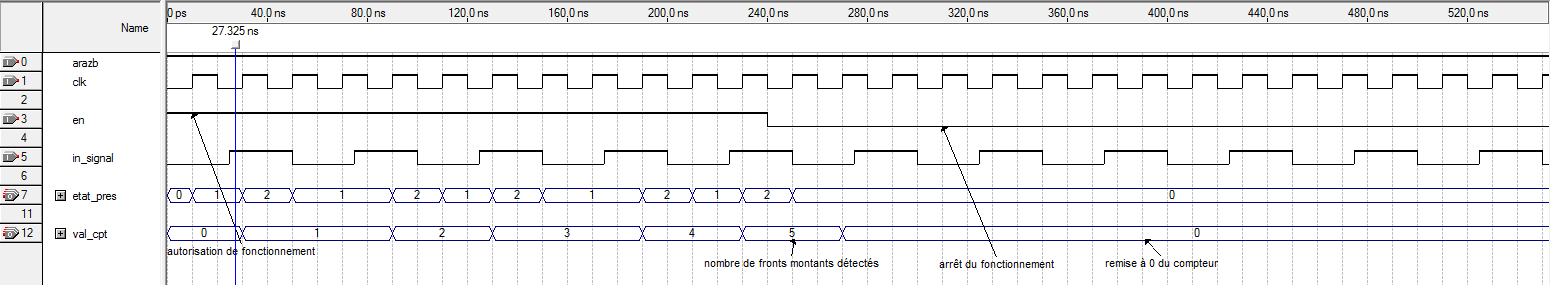 Name
0 ps 40.0 ns 80.0 ns 120.0 ns 160.0 ns 200.0 ns 240.0 ns 280.0 ns 320.0 ns 360.0 ns 400.0 ns 440.0 ns 480.0 ns 520.0 ns
27.325 ns
0 arazb
1 clk
2
3 en
4
5 in_signal
6
7 etat_pres 0 1 2 1 2 1 2 1 2 1 2 0
11
12 val_cpt 0 1 2 3 4 5 0
autorisation de fonctionnement
nombre de fronts montants détectés
arrêt du fonctionnement
remise à 0 du compteur